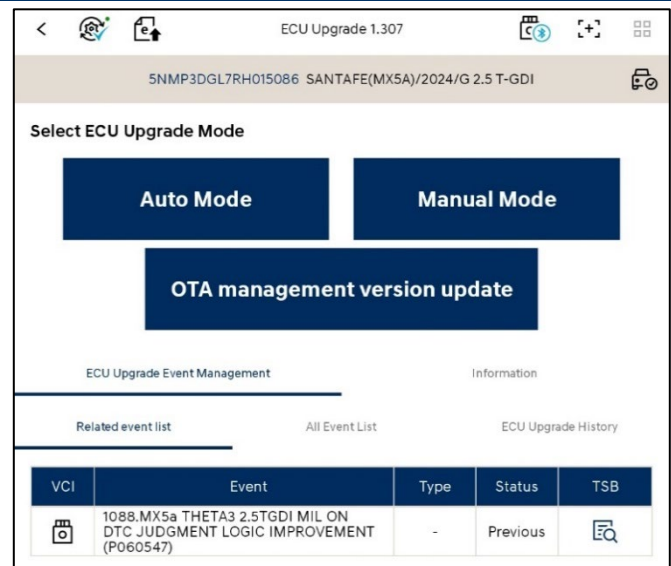 ECU Upgrade 1.307
5NMP3DGL7RH015086 SANTAFE(MX5A)/2024/G 2.5 T-GDI
Select ECU Upgrade Mode
Auto Mode
Manual Mode
OTA management version update
ECU Upgrade Event Management
Information
Related event list
All Event List
ECU Upgrade History
VCI
Event
Type
Status
TSB
1088.MX5a THETA3 2.5TGDI MIL ON
DTC JUDGMENT LOGIC IMPROVEMENT
(P060547)
-
Previous